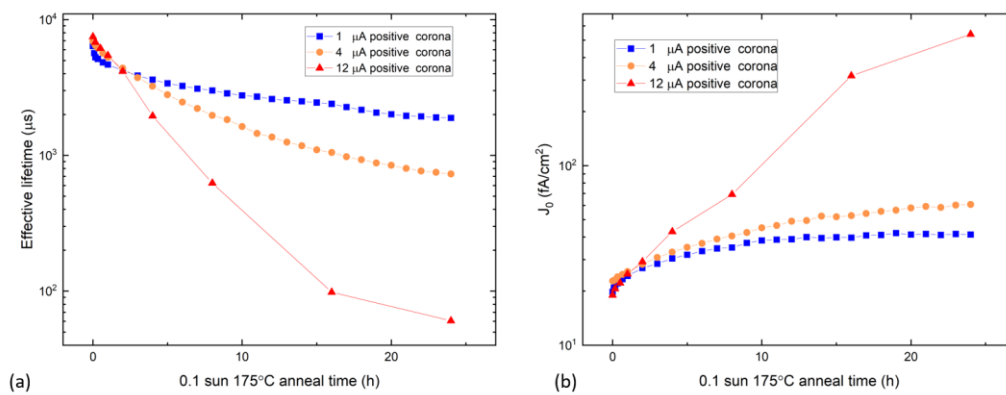 10⁴
10³
10²
Effective lifetime (μs)
0 10 20
0.1 sun 175°C anneal time (h)
1 μA positive corona
4 μA positive corona
12 μA positive corona
(a)
10²
10¹
J₀ (fA/cm²)
0 10 20
0.1 sun 175°C anneal time (h)
1 μA positive corona
4 μA positive corona
12 μA positive corona
(b)